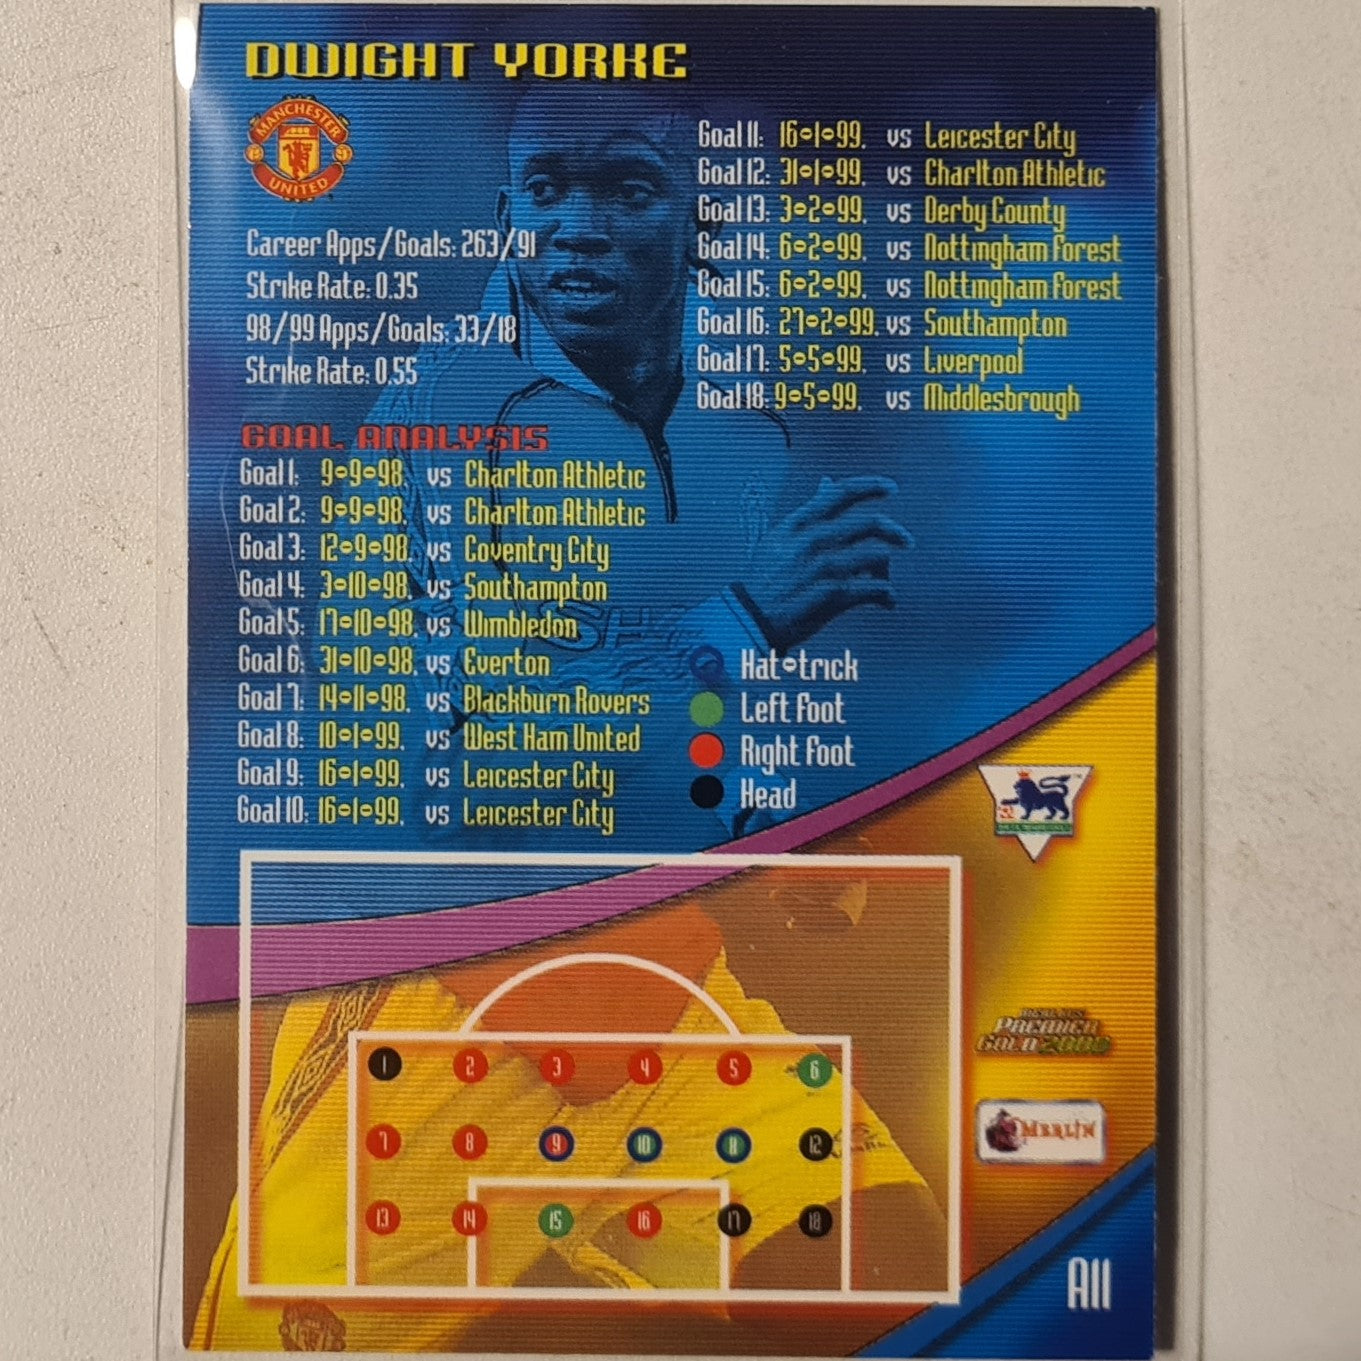 DWIGHT YORKE
MANCHESTER
UNITED
Career Apps/Goals: 263/91
Strike Rate: 0.35
98/99 Apps/Goals: 33/18
Strike Rate: 0.55
GOAL ANALYSIS
Goal 1: 9-9-98. vs Charlton Athletic
Goal 2: 9-9-98. vs Charlton Athletic
Goal 3: 12-9-98. vs Coventry City
Goal 4: 3-10-98. vs Southampton
Goal 5: 17-10-98. vs Wimbledon
Goal 6: 31-10-98. vs Everton
Goal 7: 14-11-98. vs Blackburn Rovers
Goal 8: 10-1-99. vs West Ham United
Goal 9: 16-1-99. vs Leicester City
Goal 10: 16-1-99. vs Leicester City
Goal 11: 16-1-99. vs Leicester City
Goal 12: 31-1-99. vs Charlton Athletic
Goal 13: 3-2-99. vs Derby County
Goal 14: 6-2-99. vs Nottingham Forest
Goal 15: 6-2-99. vs Nottingham Forest
Goal 16: 27-2-99. vs Southampton
Goal 17: 5-5-99. vs Liverpool
Goal 18: 9-5-99. vs Middlesbrough
SH
Hat-trick
Left Foot
Right Foot
Head
1 2 3 4 5 6
7 8 9 10 11 12
13 14 15 16 17 18
PREMIER
GOLD 2000
MERLIN
A11